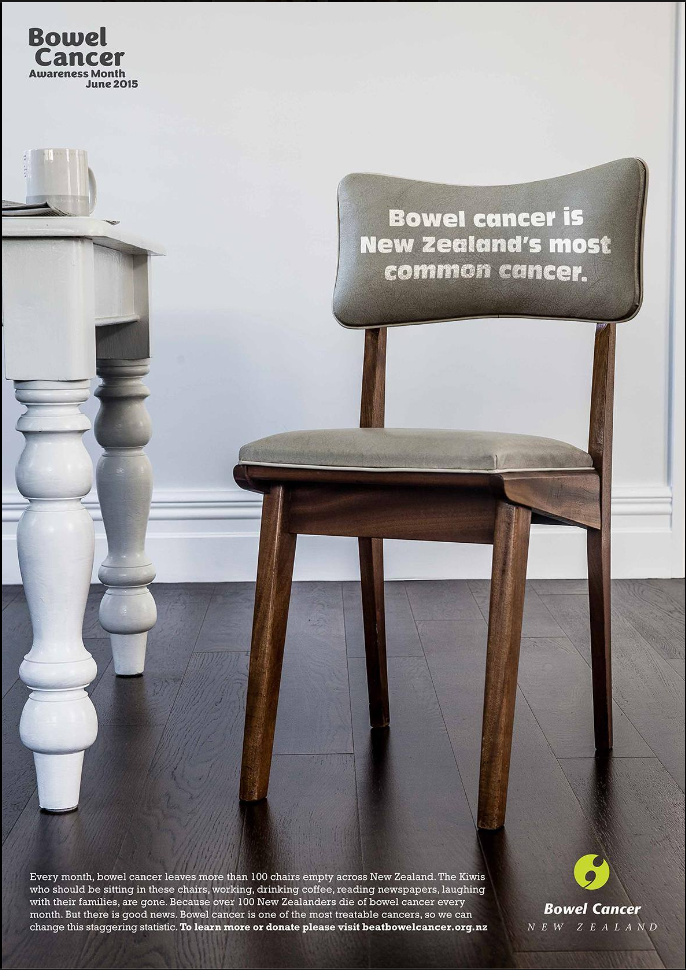 Bowel
Cancer
Awareness Month
June 2015
Bowel cancer is
New Zealand's most
common cancer.
Every month, bowel cancer leaves more than 100 chairs empty across New Zealand. The Kiwis
who should be sitting in these chairs, working, drinking coffee, reading newspapers, laughing
with their families, are gone. Because over 100 New Zealanders die of bowel cancer every
month. But there is good news. Bowel cancer is one of the most treatable cancers, so we can
change this staggering statistic. To learn more or donate please visit beatbowelcancer.org.nz
Bowel Cancer
NEW ZEALAND